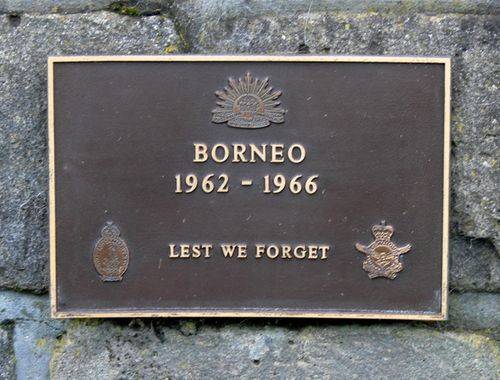 BORNEO
1962 - 1966
LEST WE FORGET